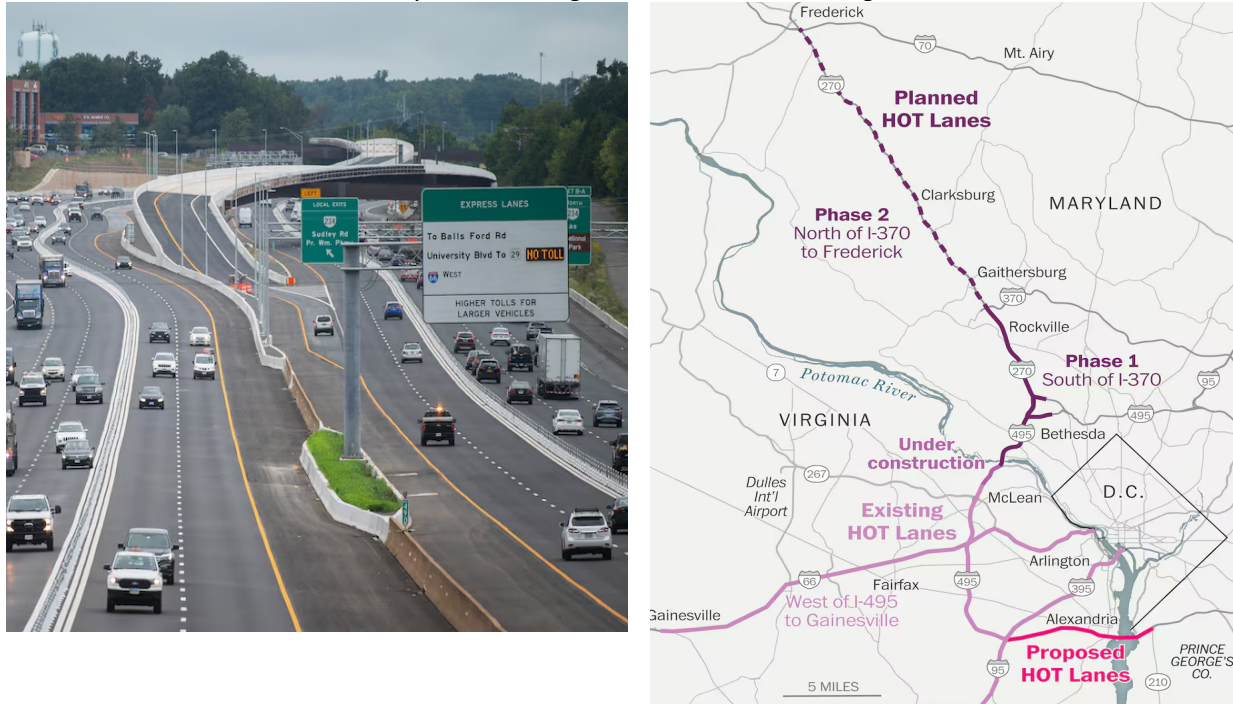 LEFT
LOCAL EXITS
234
Sudley Rd
EXPRESS LANES
To Balls Ford Rd
University Blvd To 29 NO TOLL
66 WEST
HIGHER TOLLS FOR
LARGER VEHICLES
Frederick
70
Mt. Airy
270
Planned
HOT Lanes
Clarksburg
MARYLAND
Phase 2
North of I-370
to Frederick
Gaithersburg
370
Rockville
Phase 1
South of I-370
270
7
95
Potomac River
495
VIRGINIA
495
Bethesda
Under
construction
267
Dulles
Int'l
Airport
McLean
D.C.
Existing
HOT Lanes
Arlington
66
Fairfax
495
395
West of I-495
to Gainesville
Gainesville
Alexandria
Proposed
HOT Lanes
PRINCE
GEORGE'S
CO.
95
210
5 MILES